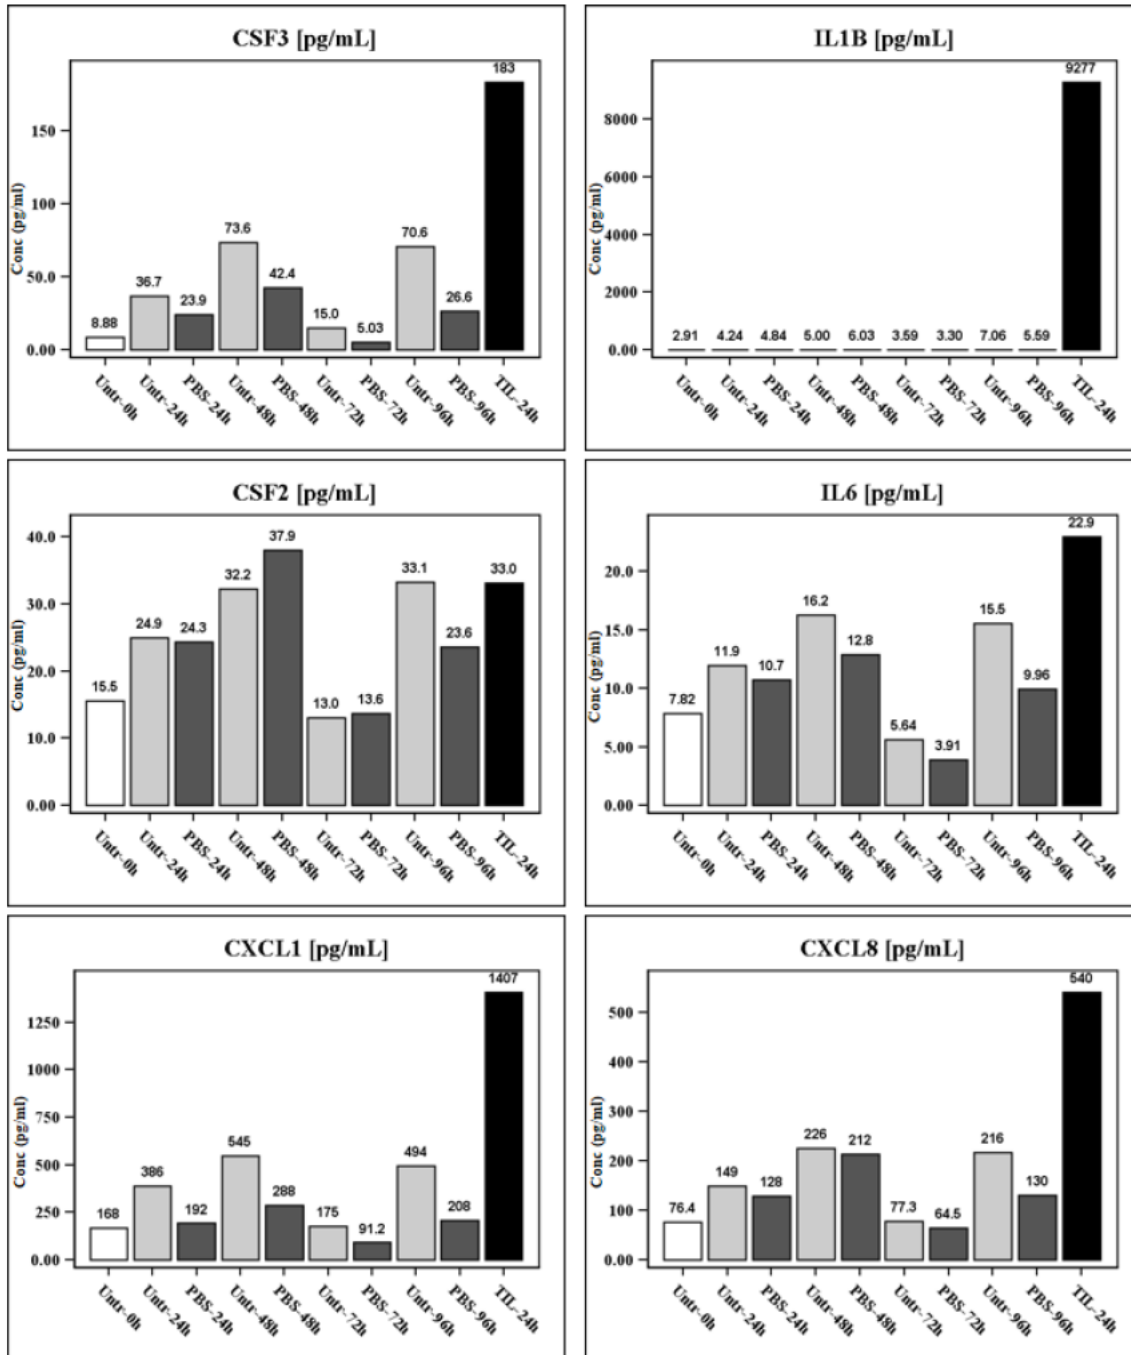 CSF3 [pg/mL]
Conc (pg/ml)
150
100
50.0
0.00
8.88
36.7
23.9
73.6
42.4
15.0
5.03
70.6
26.6
183
Untr-0h
Untr-24h
PBS-24h
Untr-48h
PBS-48h
Untr-72h
PBS-72h
Untr-96h
PBS-96h
TIL-24h
IL1B [pg/mL]
Conc (pg/ml)
8000
6000
4000
2000
0.00
2.91
4.24
4.84
5.00
6.03
3.59
3.30
7.06
5.59
9277
Untr-0h
Untr-24h
PBS-24h
Untr-48h
PBS-48h
Untr-72h
PBS-72h
Untr-96h
PBS-96h
TIL-24h
CSF2 [pg/mL]
Conc (pg/ml)
40.0
30.0
20.0
10.0
0.00
15.5
24.9
24.3
32.2
37.9
13.0
13.6
33.1
23.6
33.0
Untr-0h
Untr-24h
PBS-24h
Untr-48h
PBS-48h
Untr-72h
PBS-72h
Untr-96h
PBS-96h
TIL-24h
IL6 [pg/mL]
Conc (pg/ml)
20.0
15.0
10.0
5.00
0.00
7.82
11.9
10.7
16.2
12.8
5.64
3.91
15.5
9.96
22.9
Untr-0h
Untr-24h
PBS-24h
Untr-48h
PBS-48h
Untr-72h
PBS-72h
Untr-96h
PBS-96h
TIL-24h
CXCL1 [pg/mL]
Conc (pg/ml)
1250
1000
750
500
250
0.00
168
386
192
545
288
175
91.2
494
208
1407
Untr-0h
Untr-24h
PBS-24h
Untr-48h
PBS-48h
Untr-72h
PBS-72h
Untr-96h
PBS-96h
TIL-24h
CXCL8 [pg/mL]
Conc (pg/ml)
500
400
300
200
100
0.00
76.4
149
128
226
212
77.3
64.5
216
130
540
Untr-0h
Untr-24h
PBS-24h
Untr-48h
PBS-48h
Untr-72h
PBS-72h
Untr-96h
PBS-96h
TIL-24h